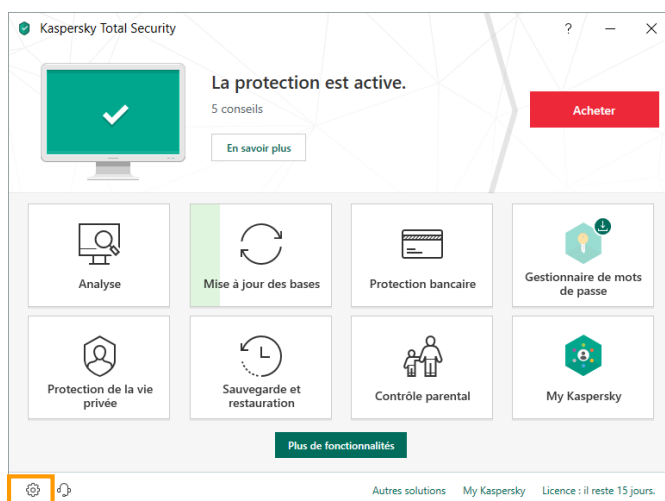 Kaspersky Total Security
?
La protection est active.
5 conseils
En savoir plus
Acheter
Analyse
Mise à jour des bases
Protection bancaire
Gestionnaire de mots
de passe
Protection de la vie
privée
Sauvegarde et
restauration
Contrôle parental
My Kaspersky
Plus de fonctionnalités
Autres solutions
My Kaspersky
Licence : il reste 15 jours.